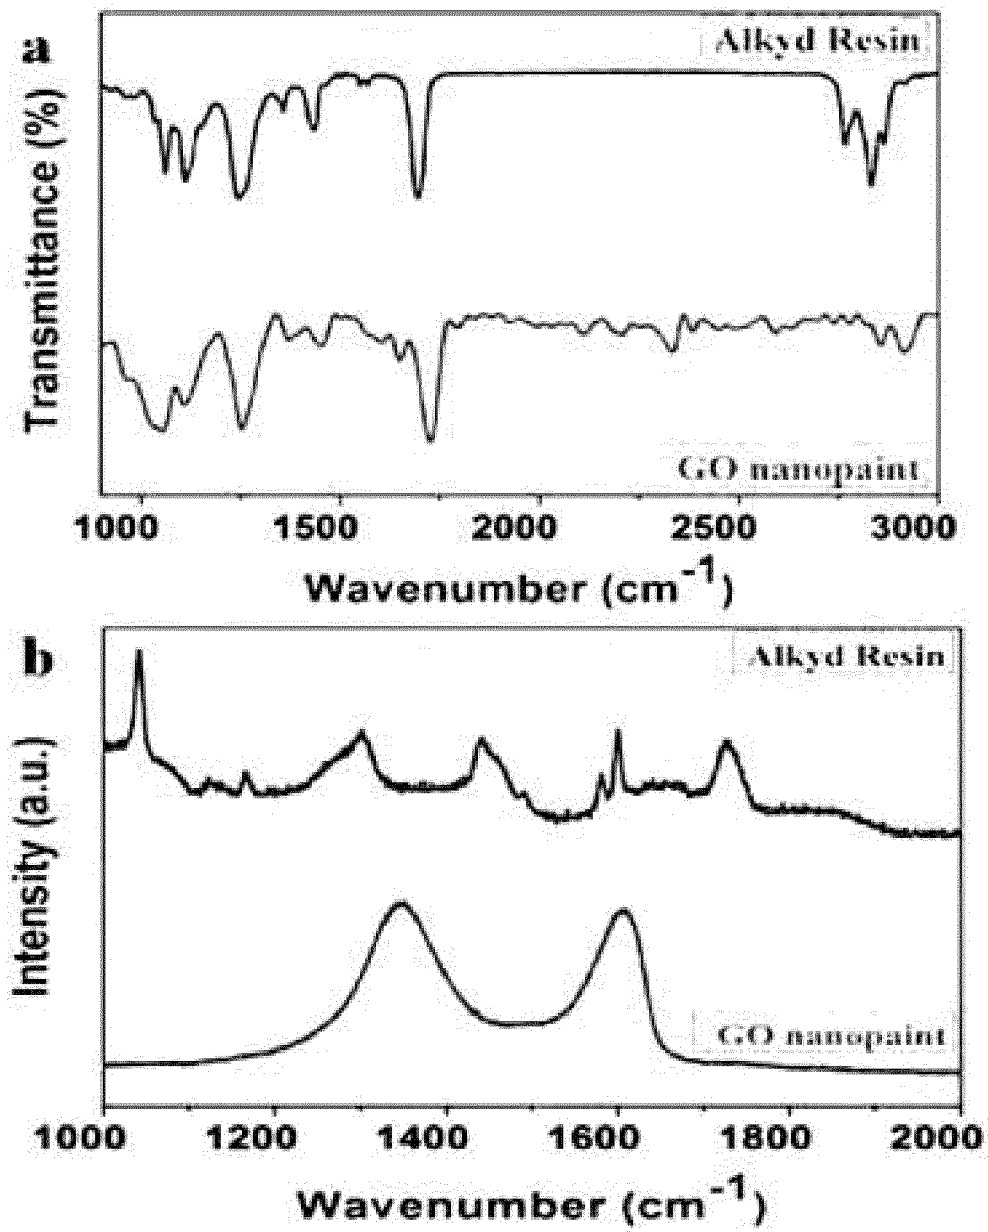 a
Alkyd Resin
Transmittance (%)
GO nanopaint
1000 1500 2000 2500 3000
Wavenumber (cm-1)
b
Alkyd Resin
Intensity (a.u.)
GO nanopaint
1000 1200 1400 1600 1800 2000
Wavenumber (cm-1)